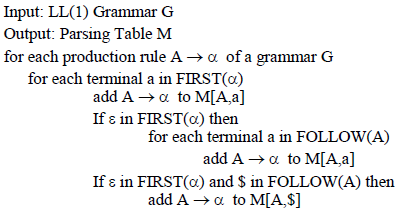 Input: LL(1) Grammar G
Output: Parsing Table M
for each production rule A → α of a grammar G
for each terminal a in FIRST(α)
add A → α to M[A,a]
If ε in FIRST(α) then
for each terminal a in FOLLOW(A)
add A → α to M[A,a]
If ε in FIRST(α) and $ in FOLLOW(A) then
add A → α to M[A,$]